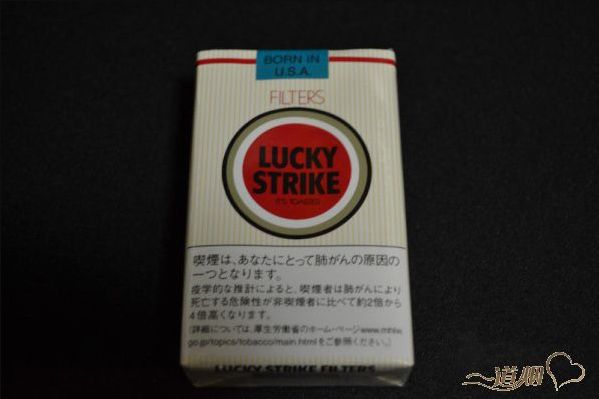 BORN IN
U.S.A.
FILTERS
LUCKY
STRIKE
IT'S TOASTED
喫煙は、あなたにとって肺がんの原因の
一つとなります。
疫学的な推計によると、喫煙者は肺がんにより
死亡する危険性が非喫煙者に比べて約2倍から
4倍高くなります。
(詳細については、厚生労働省のホーム・ページwww.mhlw.
go.jp/topics/tobacco/main.htmlをご参照ください。)
LUCKY STRIKE FILTERS
一道烟